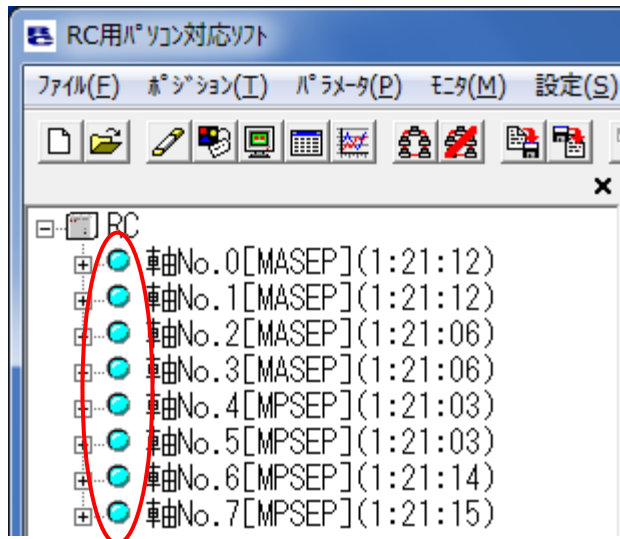 RC用ﾊﾟｿｺﾝ対応ｿﾌﾄ
ﾌｧｲﾙ(F) ﾎﾟｼﾞｼｮﾝ(T) ﾊﾟﾗﾒｰﾀ(P) ﾓﾆﾀ(M) 設定(S)
RC
軸No.0[MASEP](1:21:12)
軸No.1[MASEP](1:21:12)
軸No.2[MASEP](1:21:06)
軸No.3[MASEP](1:21:06)
軸No.4[MPSEP](1:21:03)
軸No.5[MPSEP](1:21:03)
軸No.6[MPSEP](1:21:14)
軸No.7[MPSEP](1:21:15)